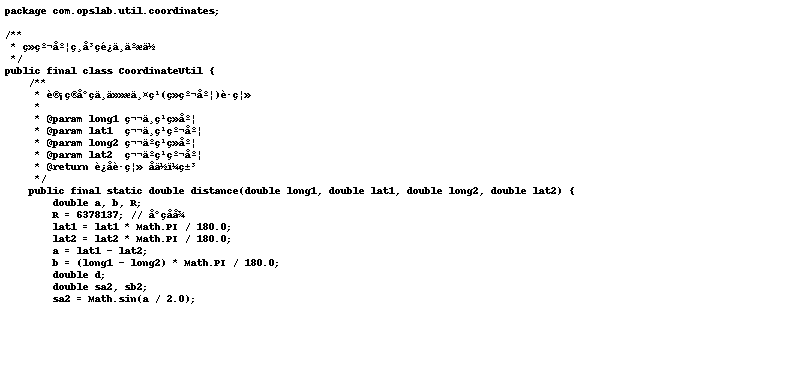 package com.opslab.util.coordinates;
/**
 * ç»çº¬åº¦ç¸å³çé¿ä¸äºæä½
 */
public final class CoordinateUtil {
/**
 * è®¡ç®å°çä¸ä»»æä¸¤ç¹(ç»çº¬åº¦)è·ç¦»
 *
 * @param long1 ç¬¬ä¸ç¹ç»åº¦
 * @param lat1  ç¬¬ä¸ç¹çº¬åº¦
 * @param long2 ç¬¬äºç¹ç»åº¦
 * @param lat2  ç¬¬äºç¹çº¬åº¦
 * @return è¿åè·ç¦» åä½ï¼ç±³
 */
public final static double distance(double long1, double lat1, double long2, double lat2) {
double a, b, R;
R = 6378137; // å°çåå¾
lat1 = lat1 * Math.PI / 180.0;
lat2 = lat2 * Math.PI / 180.0;
a = lat1 - lat2;
b = (long1 - long2) * Math.PI / 180.0;
double d;
double sa2, sb2;
sa2 = Math.sin(a / 2.0);